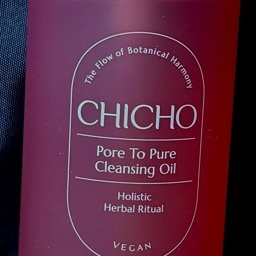 The Flow of Botanical Harmony
CHICHO
Pore To Pure
Cleansing Oil
Holistic
Herbal Ritual
VEGAN